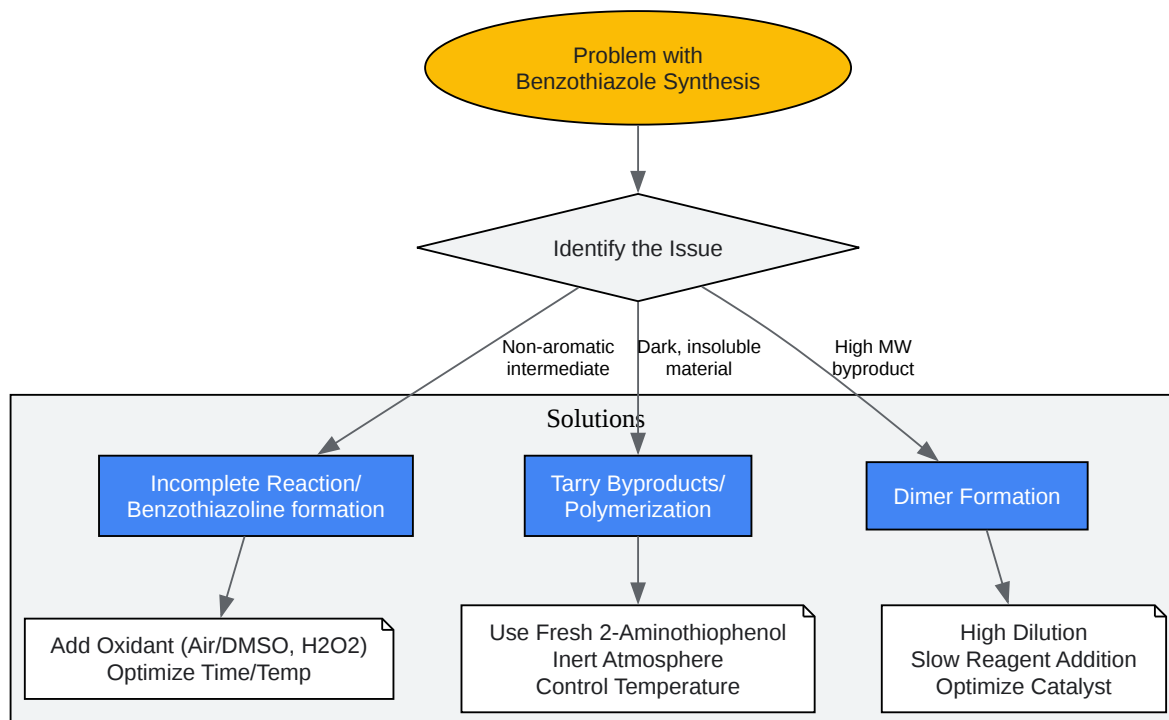 Problem with
Benzothiazole Synthesis
Identify the Issue
Non-aromatic
intermediate
Dark, insoluble
material
High MW
byproduct
Solutions
Incomplete Reaction/
Benzothiazoline formation
Tarry Byproducts/
Polymerization
Dimer Formation
Add Oxidant (Air/DMSO, H2O2)
Optimize Time/Temp
Use Fresh 2-Aminothiophenol
Inert Atmosphere
Control Temperature
High Dilution
Slow Reagent Addition
Optimize Catalyst